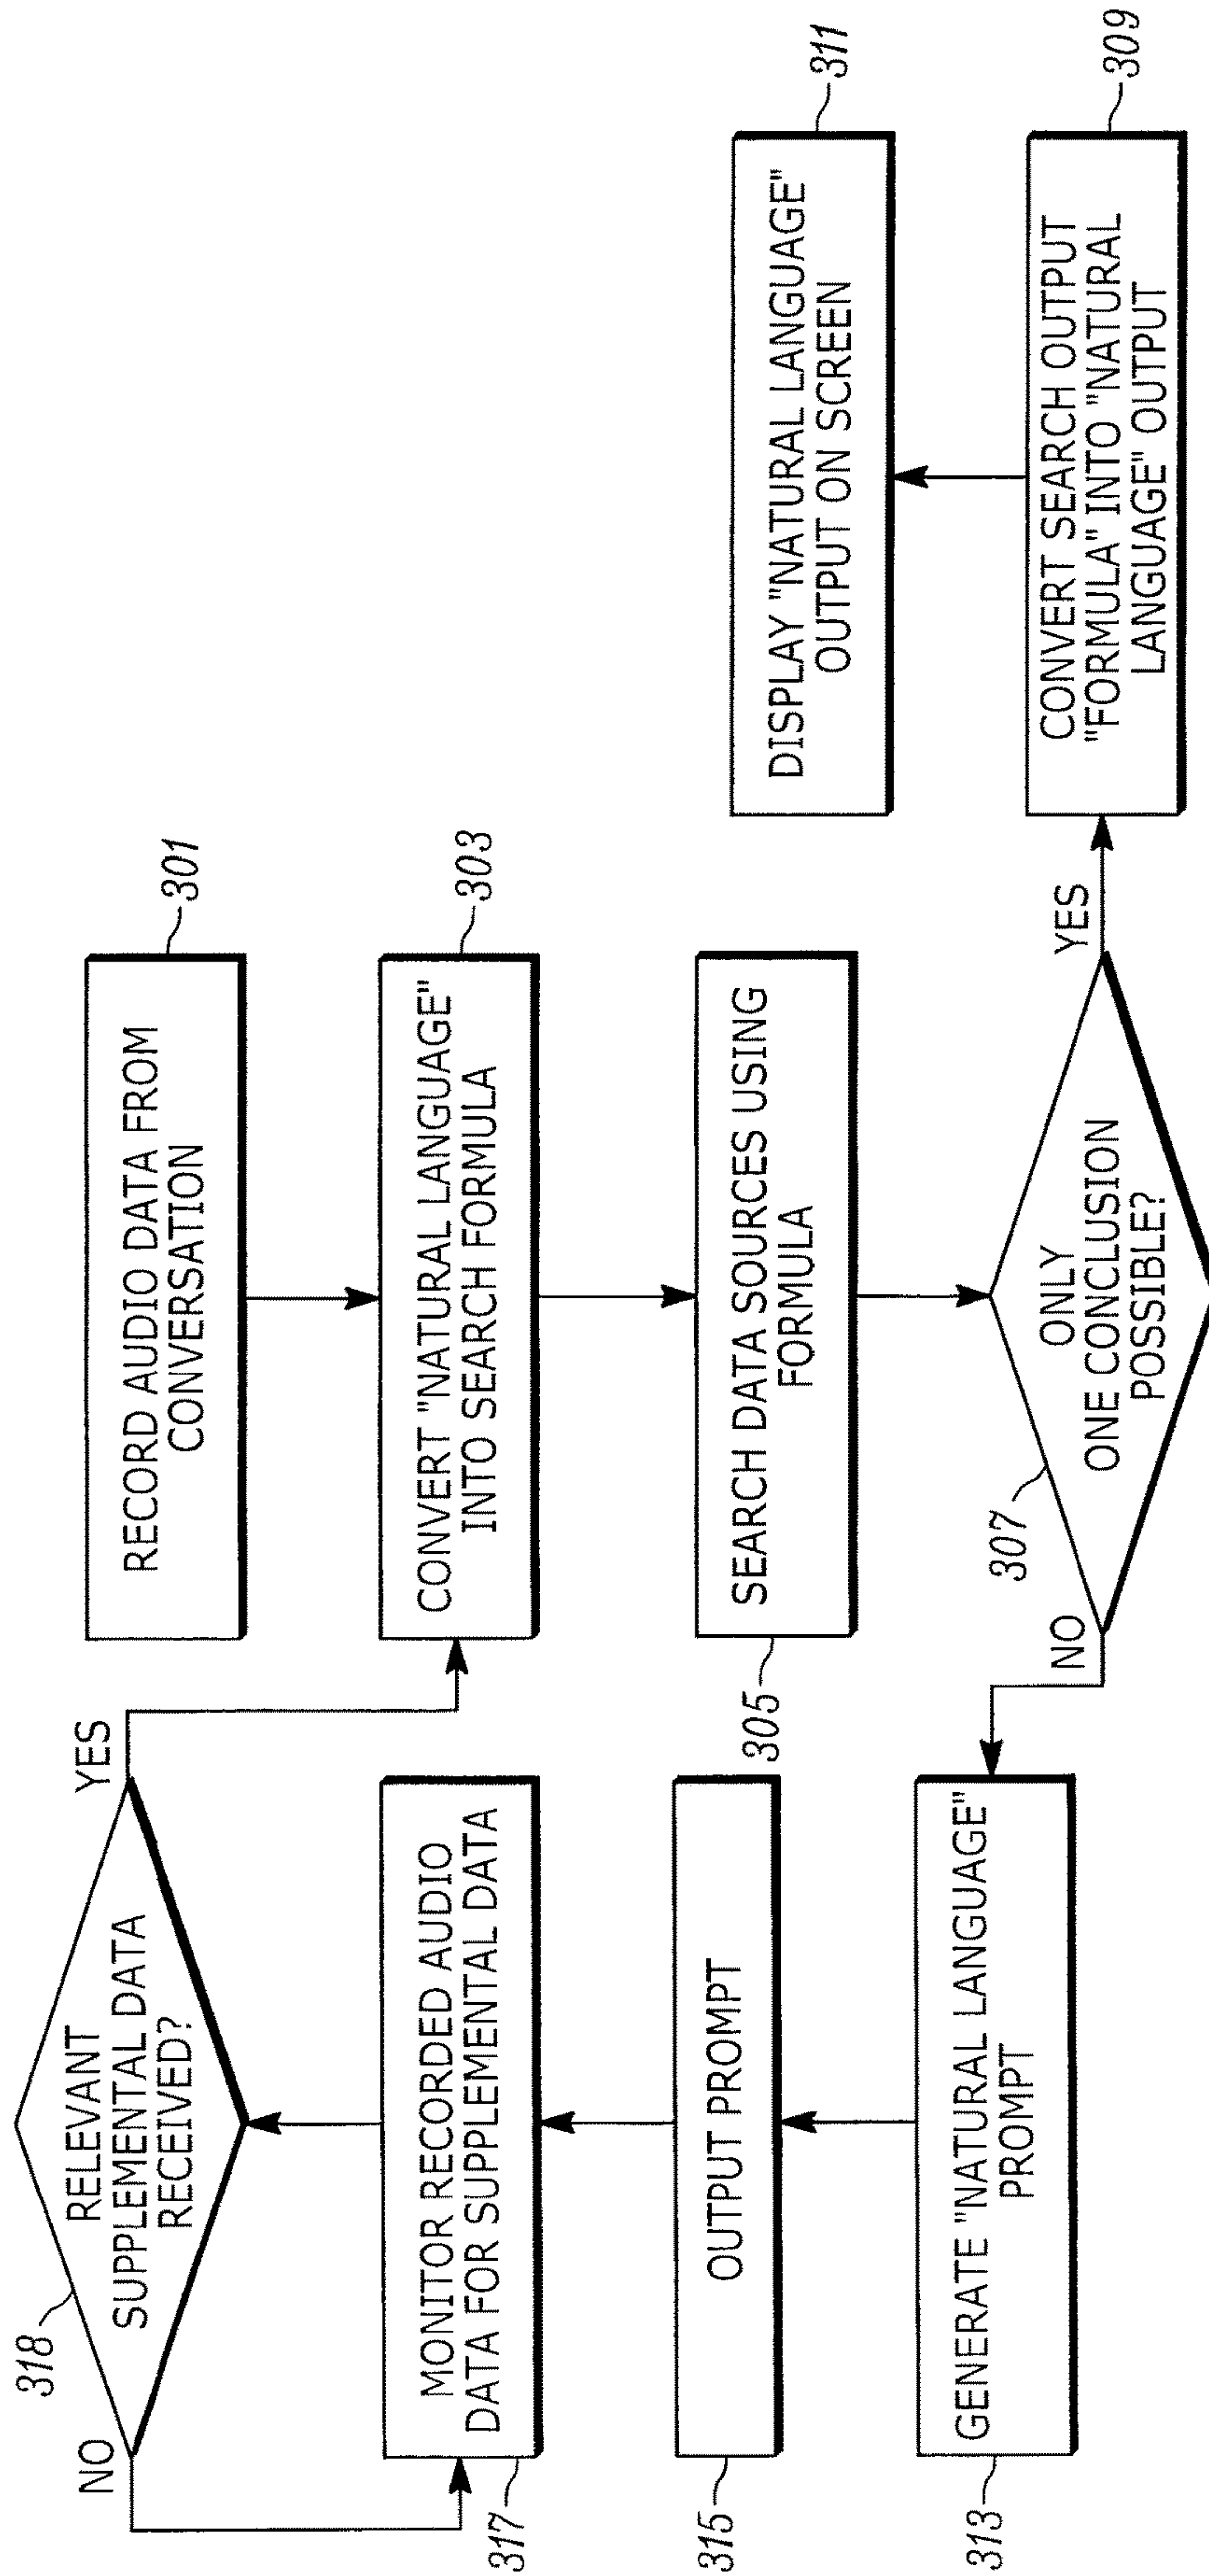 RELEVANT
SUPPLEMENTAL DATA
RECEIVED?
318
YES
NO
MONITOR RECORDED AUDIO
DATA FOR SUPPLEMENTAL DATA
317
OUTPUT PROMPT
315
GENERATE "NATURAL LANGUAGE"
PROMPT
313
RECORD AUDIO DATA FROM
CONVERSATION
301
CONVERT "NATURAL LANGUAGE"
INTO SEARCH FORMULA
303
SEARCH DATA SOURCES USING
FORMULA
305
ONLY
ONE CONCLUSION
POSSIBLE?
307
NO
YES
DISPLAY "NATURAL LANGUAGE"
OUTPUT ON SCREEN
311
CONVERT SEARCH OUTPUT
"FORMULA" INTO "NATURAL
LANGUAGE" OUTPUT
309